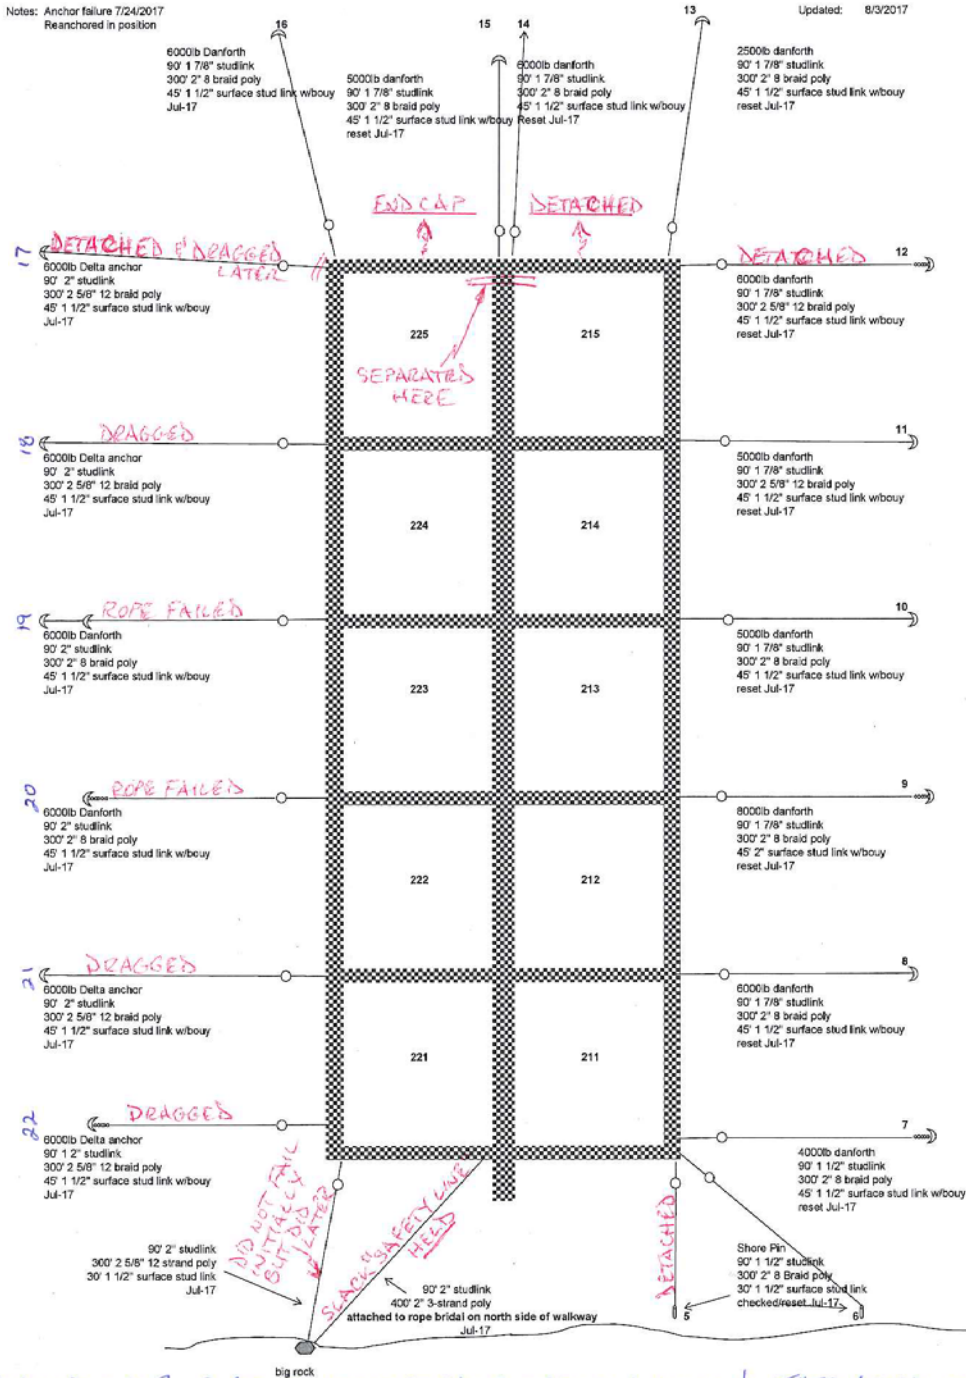 Notes: Anchor failure 7/24/2017
Reanchored in position
Updated: 8/3/2017
16
15
14
13
6000lb Danforth
90' 1 7/8" studlink
300' 2" 8 braid poly
45' 1 1/2" surface stud link w/bouy
Jul-17
5000lb danforth
90' 1 7/8" studlink
300' 2" 8 braid poly
45' 1 1/2" surface stud link w/bouy
reset Jul-17
6000lb danforth
90' 1 7/8" studlink
300' 2" 8 braid poly
45' 1 1/2" surface stud link w/bouy
Reset Jul-17
2500lb danforth
90' 1 7/8" studlink
300' 2" 8 braid poly
45' 1 1/2" surface stud link w/bouy
reset Jul-17
END CAP
DETACHED
17
DETACHED & DRAGGED
LATER
6000lb Delta anchor
90' 2" studlink
300' 2 5/8" 12 braid poly
45' 1 1/2" surface stud link w/bouy
Jul-17
DETACHED
12
6000lb danforth
90' 1 7/8" studlink
300' 2 5/8" 12 braid poly
45' 1 1/2" surface stud link w/bouy
reset Jul-17
225
215
SEPARATED
HERE
18
DRAGGED
6000lb Delta anchor
90' 2" studlink
300' 2 5/8" 12 braid poly
45' 1 1/2" surface stud link w/bouy
Jul-17
11
5000lb danforth
90' 1 7/8" studlink
300' 2 5/8" 12 braid poly
45' 1 1/2" surface stud link w/bouy
reset Jul-17
224
214
19
ROPE FAILED
6000lb Danforth
90' 2" studlink
300' 2" 8 braid poly
45' 1 1/2" surface stud link w/bouy
Jul-17
10
5000lb danforth
90' 1 7/8" studlink
300' 2" 8 braid poly
45' 1 1/2" surface stud link w/bouy
reset Jul-17
223
213
20
ROPE FAILED
6000lb Danforth
90' 2" studlink
300' 2" 8 braid poly
45' 1 1/2" surface stud link w/bouy
Jul-17
9
8000lb danforth
90' 1 7/8" studlink
300' 2" 8 braid poly
45' 2" surface stud link w/bouy
reset Jul-17
222
212
21
DRAGGED
6000lb Delta anchor
90' 2" studlink
300' 2 5/8" 12 braid poly
45' 1 1/2" surface stud link w/bouy
Jul-17
8
6000lb danforth
90' 1 7/8" studlink
300' 2" 8 braid poly
45' 1 1/2" surface stud link w/bouy
reset Jul-17
221
211
22
DRAGGED
6000lb Delta anchor
90' 1 2" studlink
300' 2 5/8" 12 braid poly
45' 1 1/2" surface stud link w/bouy
Jul-17
7
4000lb danforth
90' 1 1/2" studlink
300' 2" 8 braid poly
45' 1 1/2" surface stud link w/bouy
reset Jul-17
DID NOT FAIL
INITIALLY
BUT DID
LATER
SLACK "SAFETY LINE"
HELD
DETACHED
90' 2" studlink
300' 2 5/8" 12 strand poly
30' 1 1/2" surface stud link
Jul-17
90' 2" studlink
400' 2" 3-strand poly
attached to rope bridal on north side of walkway
Jul-17
Shore Pin
90' 1 1/2" studlink
300' 2" 8 Braid poly
30' 1 1/2" surface stud link
checked/reset Jul-17
5
6
big rock